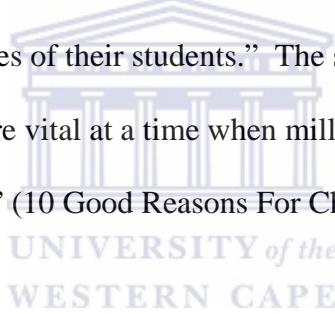 es of their students.” The s
re vital at a time when mill
” (10 Good Reasons For Cl
UNIVERSITY of the
WESTERN CAPE